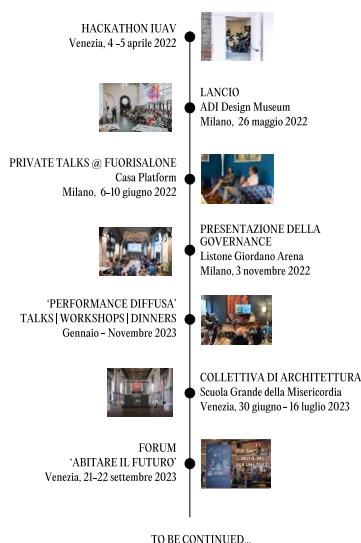 HACKATHON IUAV
Venezia, 4 -5 aprile 2022
LANCIO
ADI Design Museum
Milano, 26 maggio 2022
PRIVATE TALKS @ FUORISALONE
Casa Platform
Milano, 6-10 giugno 2022
PRESENTAZIONE DELLA
GOVERNANCE
Listone Giordano Arena
Milano, 3 novembre 2022
‘PERFORMANCE DIFFUSA’
TALKS | WORKSHOPS | DINNERS
Gennaio – Novembre 2023
COLLETTIVA DI ARCHITETTURA
Scuola Grande della Misericordia
Venezia, 30 giugno – 16 luglio 2023
FORUM
‘ABITARE IL FUTURO’
Venezia, 21-22 settembre 2023
TO BE CONTINUED...